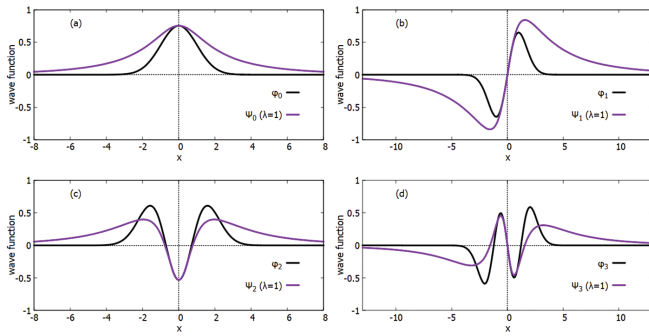 (a)
wave function
1
0.5
0
-0.5
-1
φ0
Ψ0 (λ=1)
-8 -6 -4 -2 0 2 4 6 8
x
(b)
wave function
1
0.5
0
-0.5
-1
φ1
Ψ1 (λ=1)
-10 -5 0 5 10
x
(c)
wave function
1
0.5
0
-0.5
-1
φ2
Ψ2 (λ=1)
-8 -6 -4 -2 0 2 4 6 8
x
(d)
wave function
1
0.5
0
-0.5
-1
φ3
Ψ3 (λ=1)
-10 -5 0 5 10
x